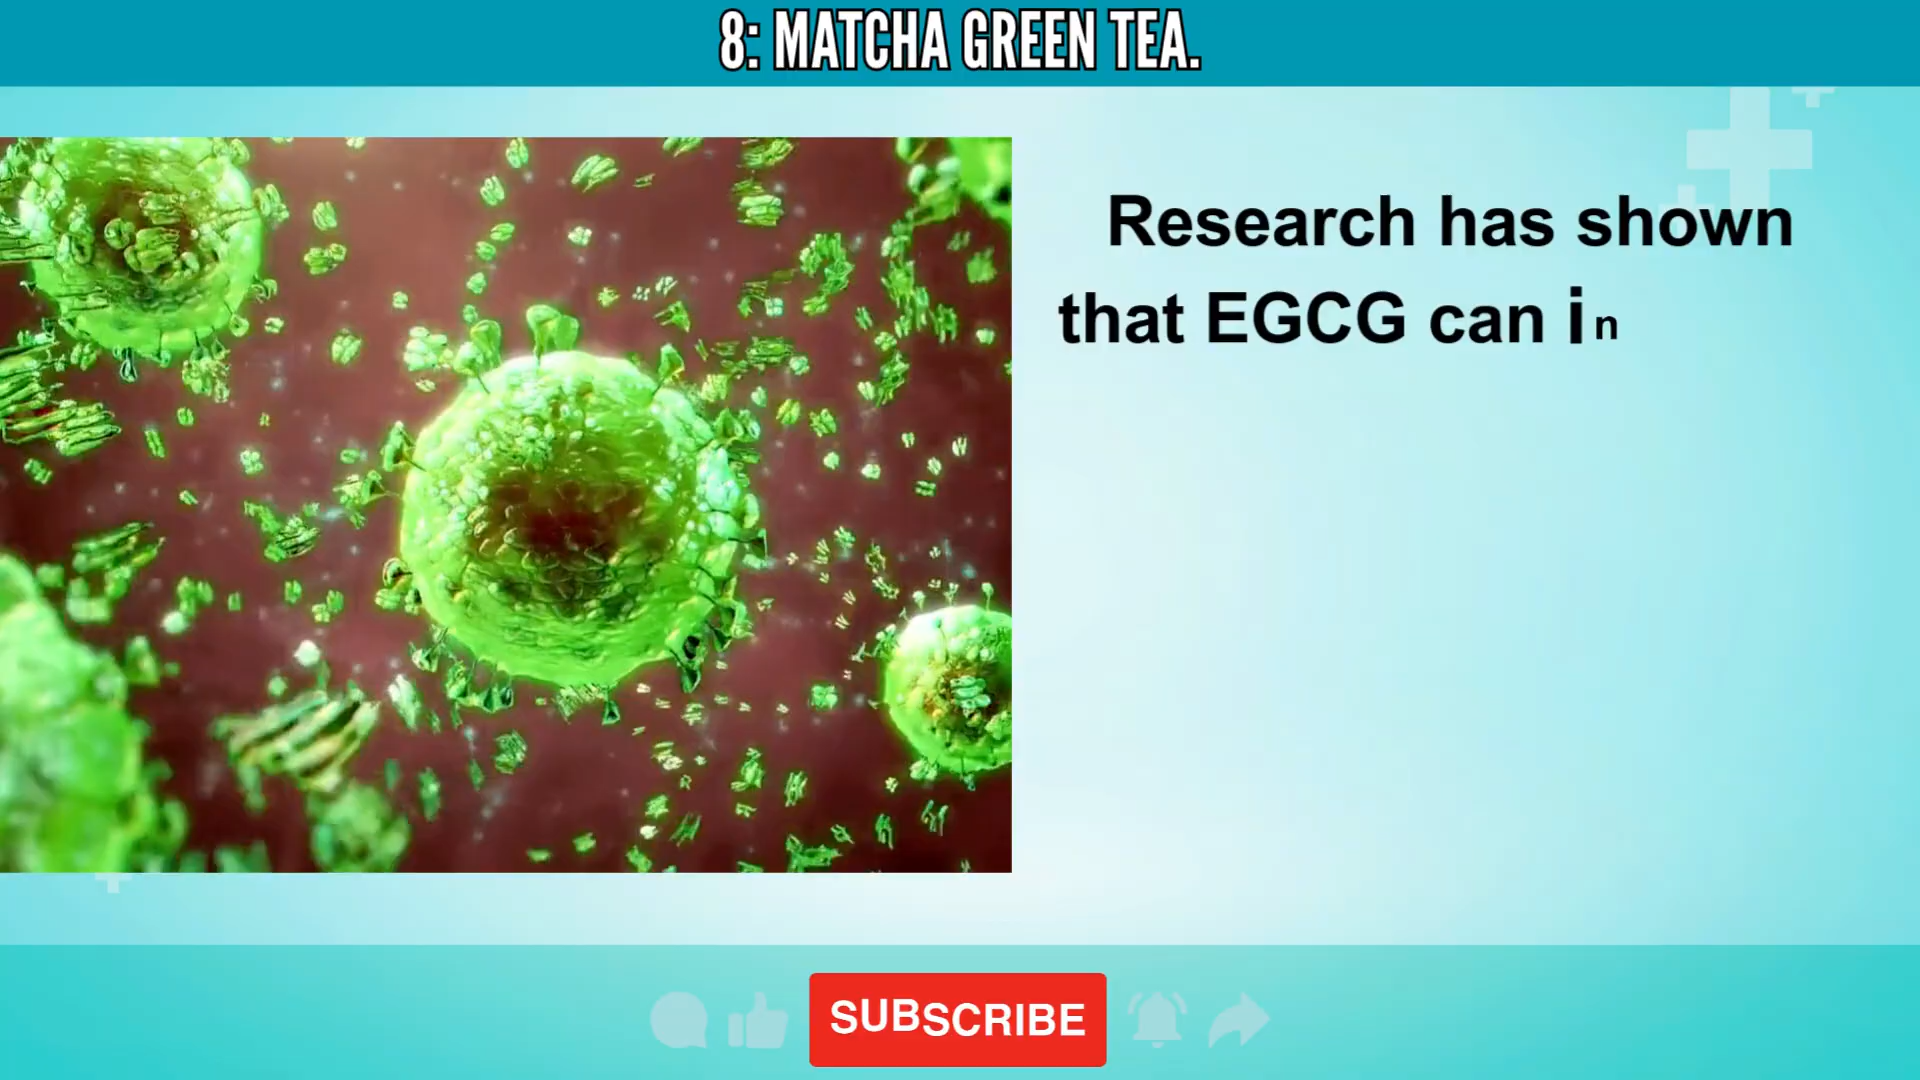 8: MATCHA GREEN TEA.
Research has shown
that EGCG can in
SUBSCRIBE